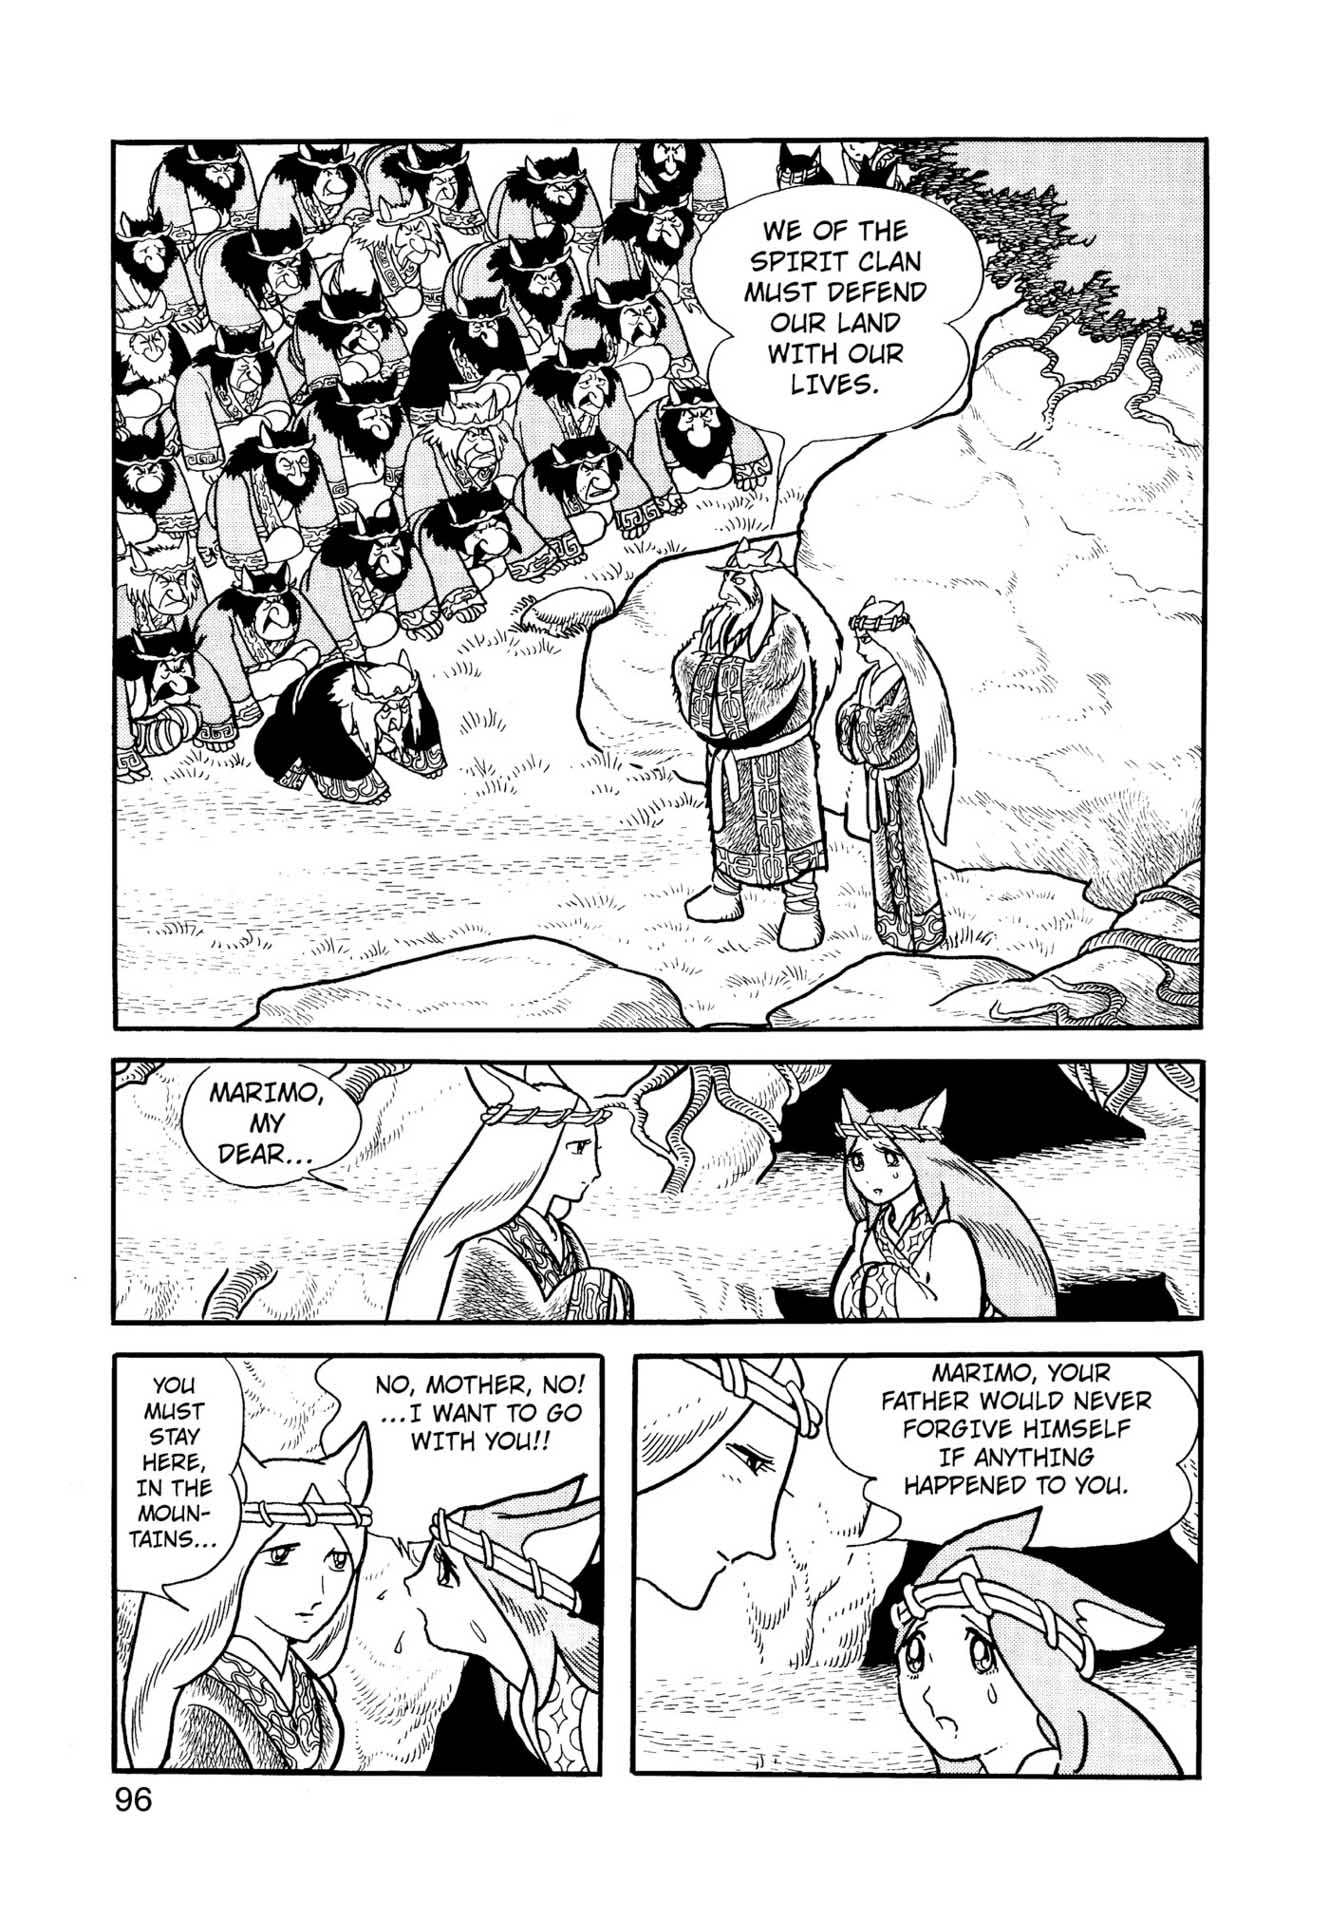 WE OF THE
SPIRIT CLAN
MUST DEFEND
OUR LAND
WITH OUR
LIVES.
MARIMO,
MY
DEAR...
YOU
MUST
STAY
HERE,
IN THE
MOUN-
TAINS...
NO, MOTHER, NO!
...I WANT TO GO
WITH YOU!!
MARIMO, YOUR
FATHER WOULD NEVER
FORGIVE HIMSELF
IF ANYTHING
HAPPENED TO YOU.
96